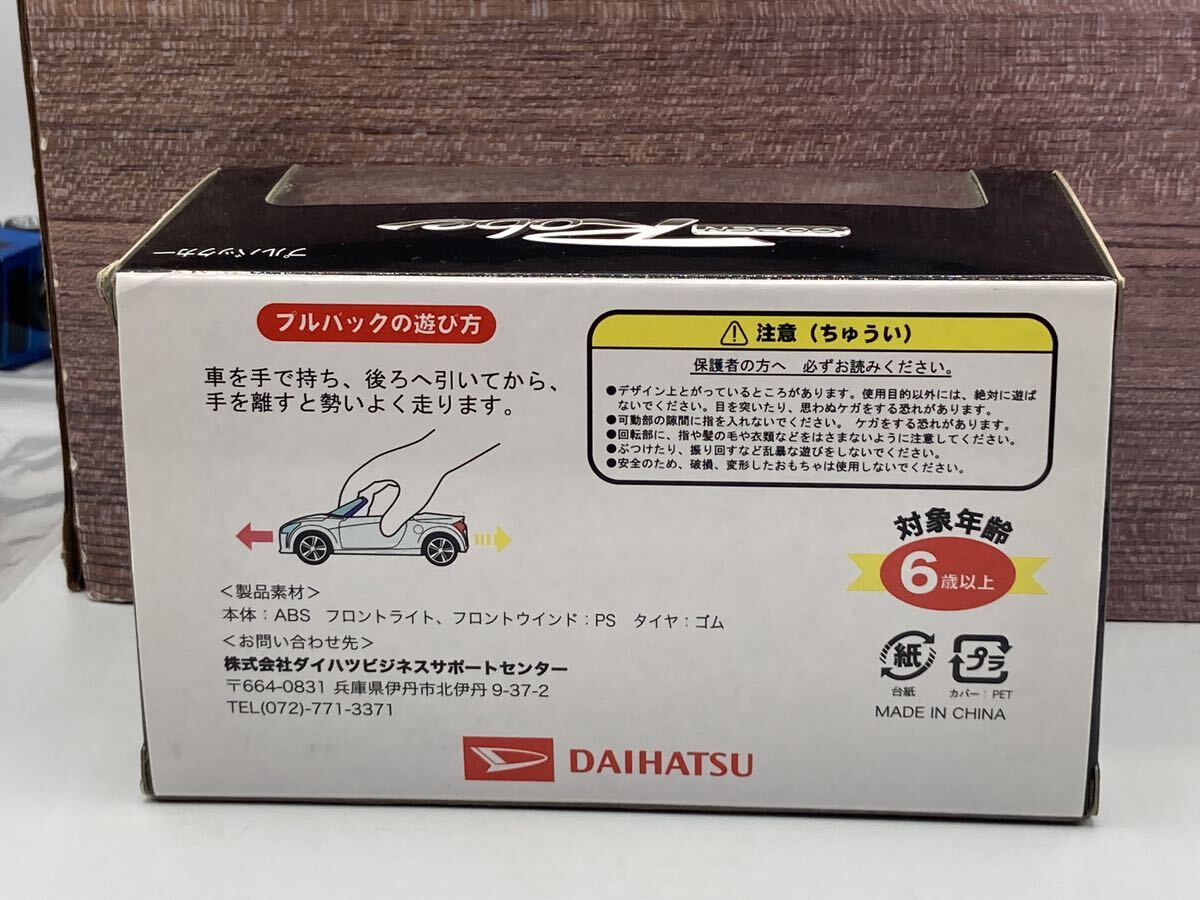 COPEN Robe
プルバックカー
プルバックの遊び方
車を手で持ち、後ろへ引いてから、
手を離すと勢いよく走ります。
注意（ちゅうい）
保護者の方へ 必ずお読みください。
●デザイン上とがっているところがあります。使用目的以外には、絶対に遊ば
ないでください。目を突いたり、思わぬケガをする恐れがあります。
●可動部の隙間に指を入れないでください。 ケガをする恐れがあります。
●回転部に、指や髪の毛や衣類などをはさまないように注意してください。
●ぶつけたり、振り回すなど乱暴な遊びをしないでください。
●安全のため、破損、変形したおもちゃは使用しないでください。
対象年齢
6歳以上
＜製品素材＞
本体：ABS フロントライト、フロントウインド：PS タイヤ：ゴム
＜お問い合わせ先＞
株式会社ダイハツビジネスサポートセンター
〒664-0831 兵庫県伊丹市北伊丹 9-37-2
TEL(072)-771-3371
紙
台紙
プラ
カバー：PET
MADE IN CHINA
DAIHATSU